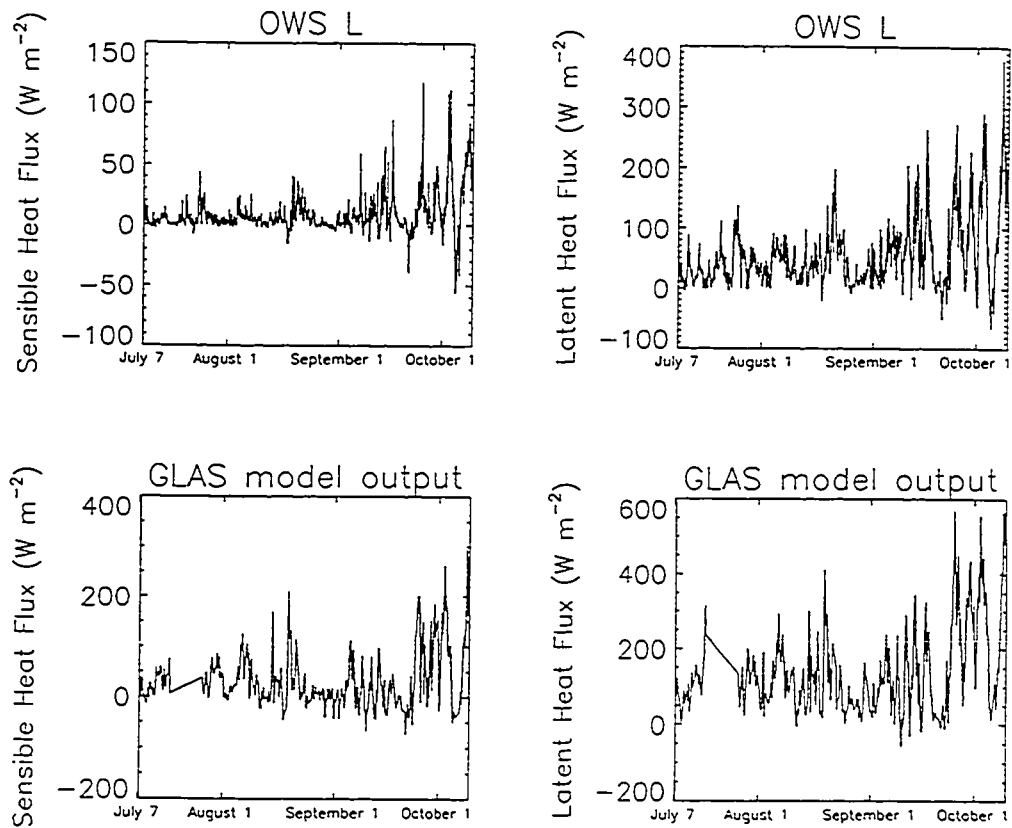 OWS L
Sensible Heat Flux (W m−2)
150
100
50
0
−50
−100
July 7 August 1 September 1 October 1
OWS L
Latent Heat Flux (W m−2)
400
300
200
100
0
−100
July 7 August 1 September 1 October 1
GLAS model output
Sensible Heat Flux (W m−2)
400
200
0
−200
July 7 August 1 September 1 October 1
GLAS model output
Latent Heat Flux (W m−2)
600
400
200
0
−200
July 7 August 1 September 1 October 1